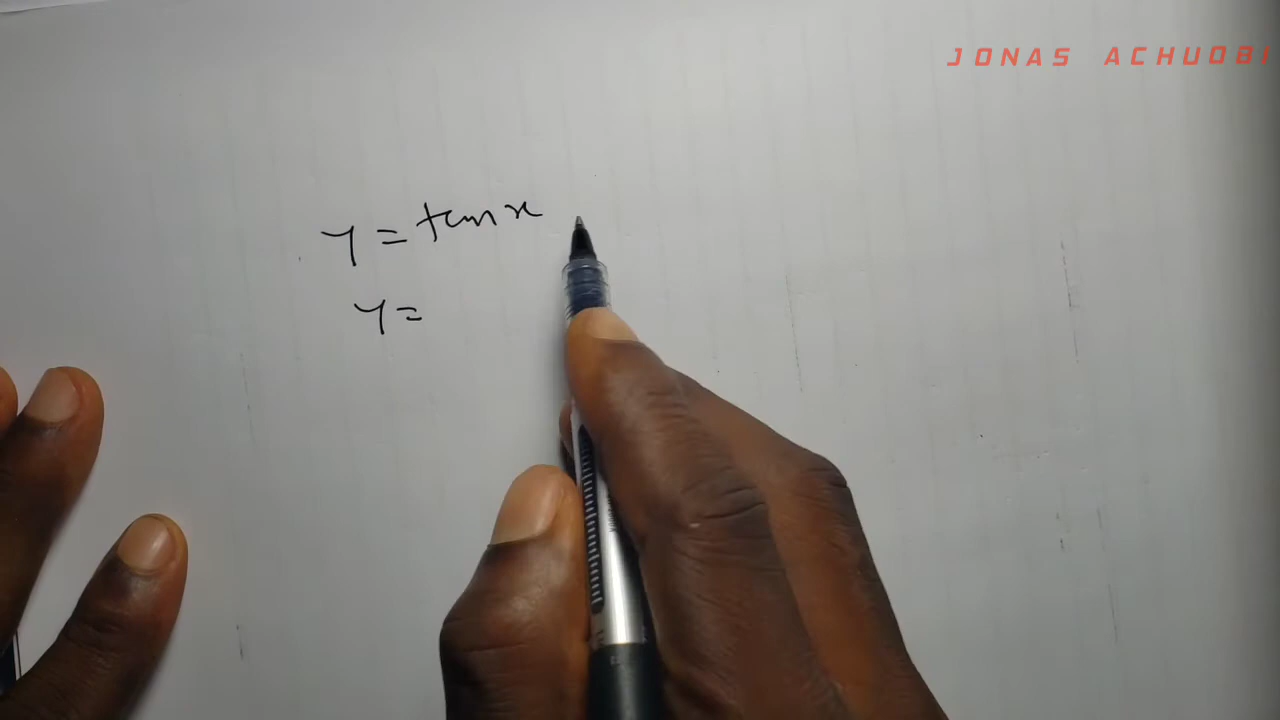 JONAS ACHUOBI
y = tan x
y =